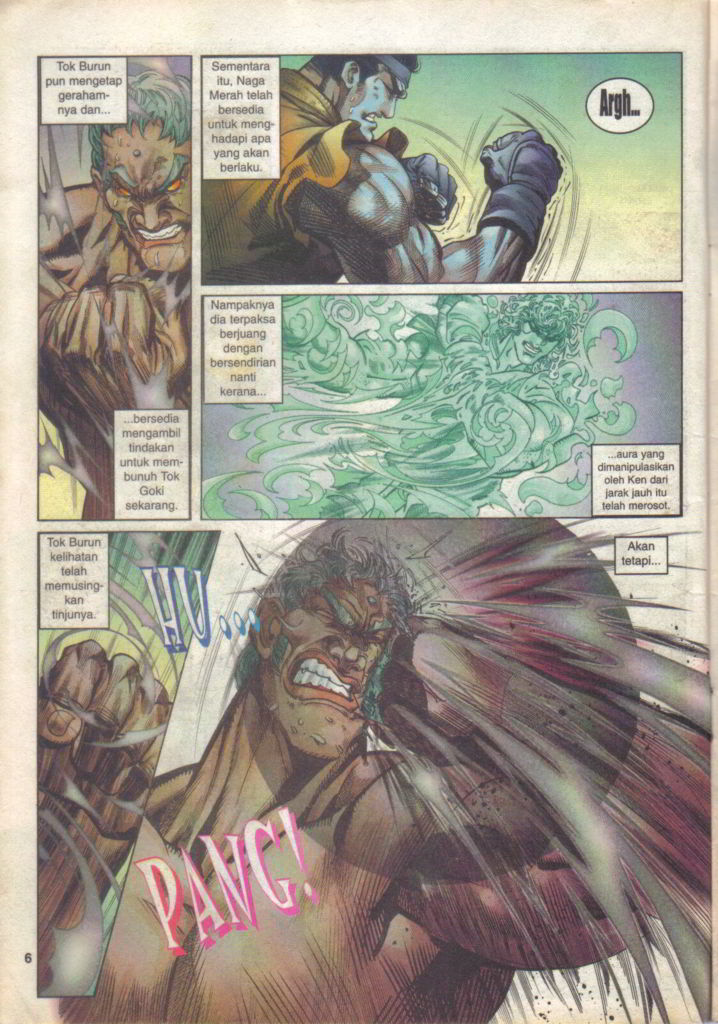 Tok Burun
pun mengetap
geraham-
nya dan...
...bersedia
mengambil
tindakan
untuk mem-
bunuh Tok
Goki
sekarang.
Sementara
itu, Naga
Merah telah
bersedia
untuk meng-
hadapi apa
yang akan
berlaku.
Argh...
Nampaknya
dia terpaksa
berjuang
dengan
bersendirian
nanti
kerana...
...aura yang
dimanipulasikan
oleh Ken dari
jarak jauh itu
telah merosot.
Tok Burun
kelihatan
telah
memusing-
kan
tinjunya.
HU...
Akan
tetapi...
PANG!
6